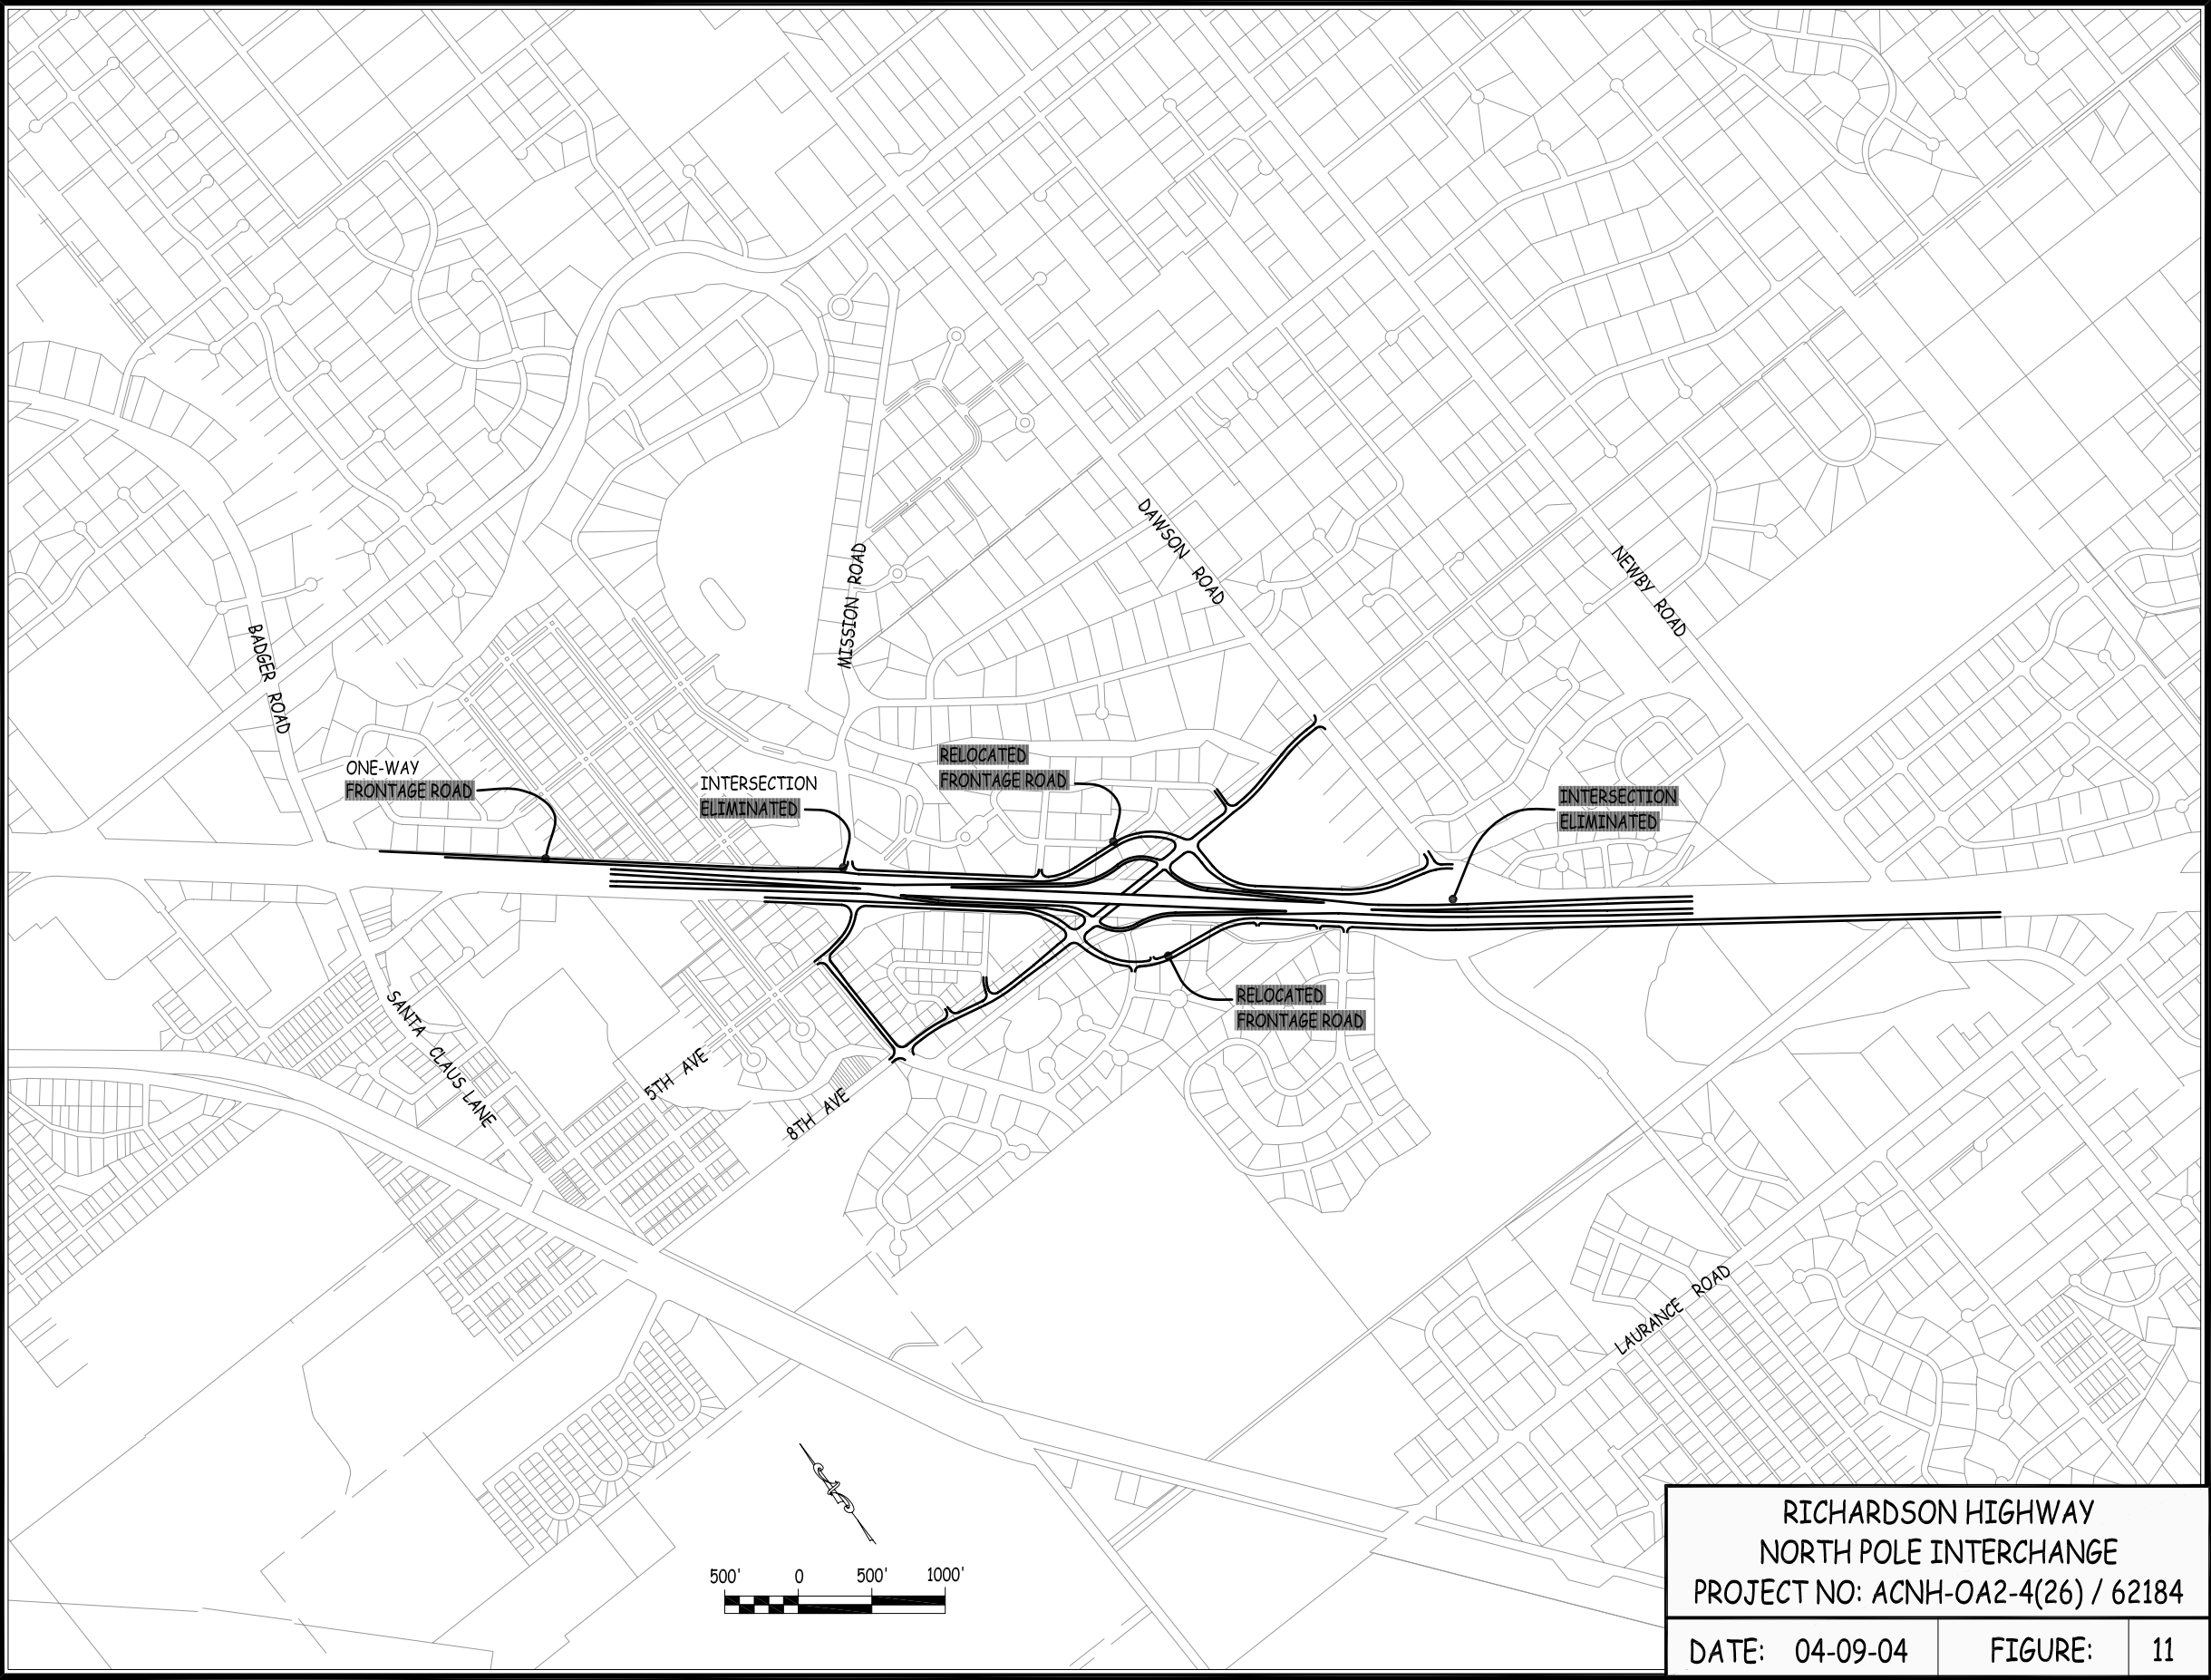 DAWSON ROAD
NEWBY ROAD
MISSION ROAD
BADGER ROAD
ONE-WAY
FRONTAGE ROAD
INTERSECTION
ELIMINATED
RELOCATED
FRONTAGE ROAD
INTERSECTION
ELIMINATED
RELOCATED
FRONTAGE ROAD
SANTA CLAUS LANE
5TH AVE
8TH AVE
LAURANCE ROAD
500' 0 500' 1000'
RICHARDSON HIGHWAY
NORTH POLE INTERCHANGE
PROJECT NO: ACNH-OA2-4(26) / 62184
DATE: 04-09-04 FIGURE: 11